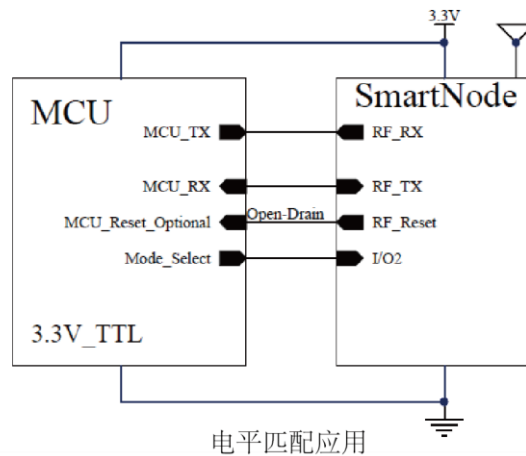 3.3V
MCU
SmartNode
MCU_TX
RF_RX
MCU_RX
RF_TX
MCU_Reset_Optional
Open-Drain
RF_Reset
Mode_Select
I/O2
3.3V_TTL
电平匹配应用